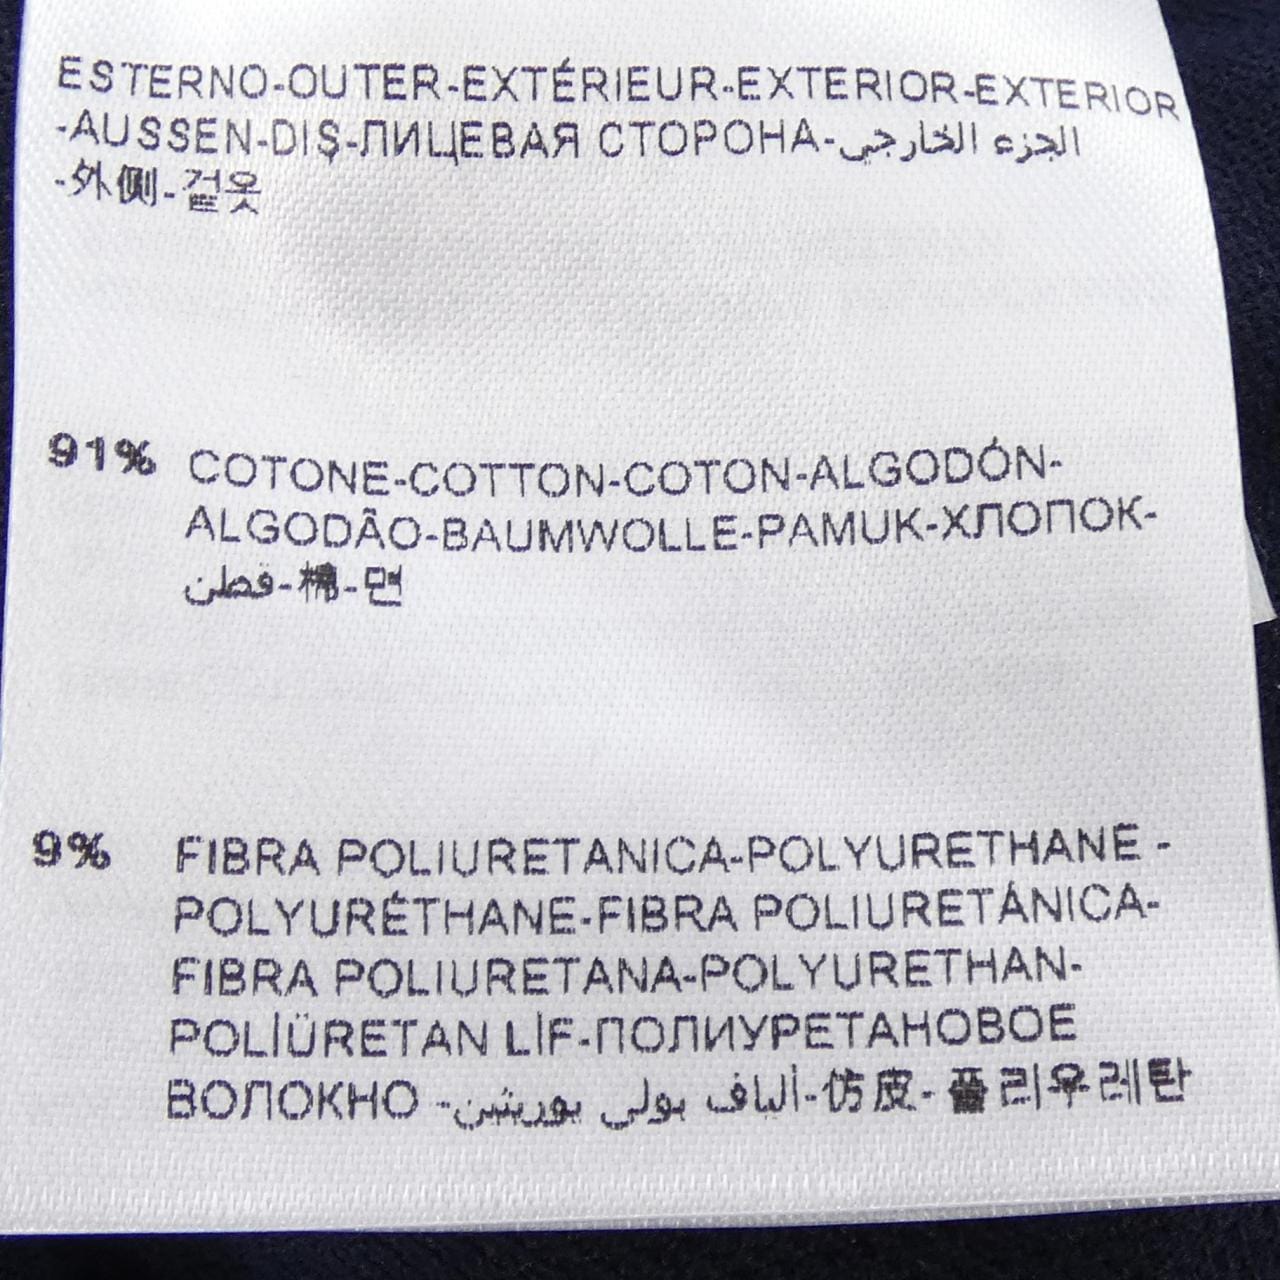 ESTERNO-OUTER-EXTÉRIEUR-EXTERIOR-EXTERIOR
-AUSSEN-DIŞ-ЛИЦЕВАЯ СТОРОНА-الجزء الخارجي
-外侧-겉옷
91% COTONE-COTTON-COTON-ALGODÓN-
ALGODÃO-BAUMWOLLE-PAMUK-ХЛОПОК-
قطن-棉-면
9% FIBRA POLIURETANICA-POLYURETHANE -
POLYURÉTHANE-FIBRA POLIURETÁNICA-
FIBRA POLIURETANA-POLYURETHAN-
POLİÜRETAN LİF-ПОЛИУРЕТАНОВОЕ
ВОЛОКНО -ألياف بولي يوريثين-仿皮-폴리우레탄